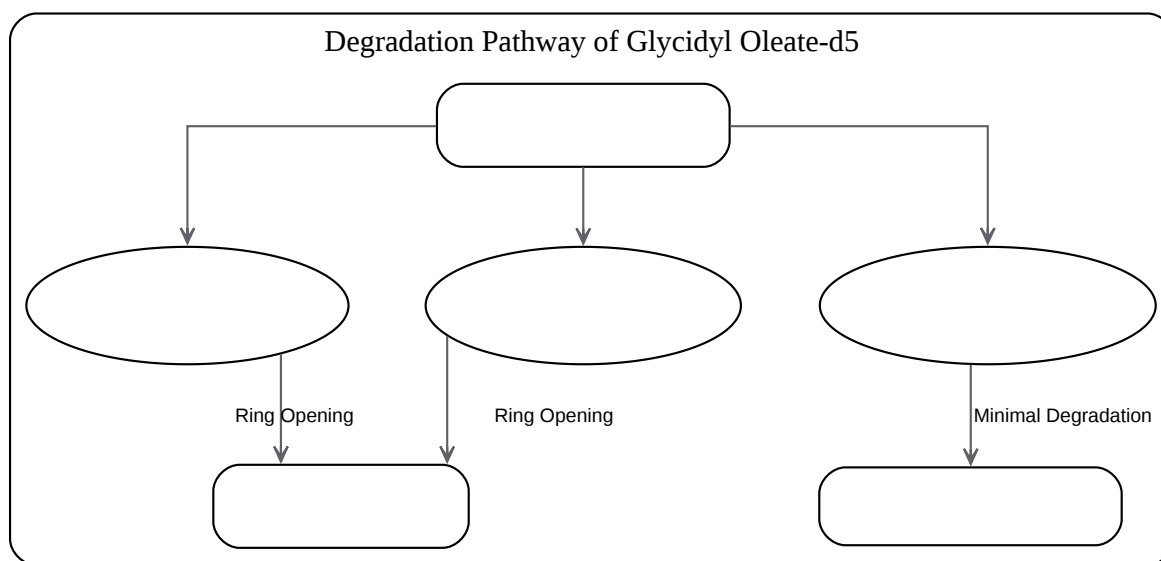 Degradation Pathway of Glycidyl Oleate-d5
Ring Opening
Ring Opening
Minimal Degradation